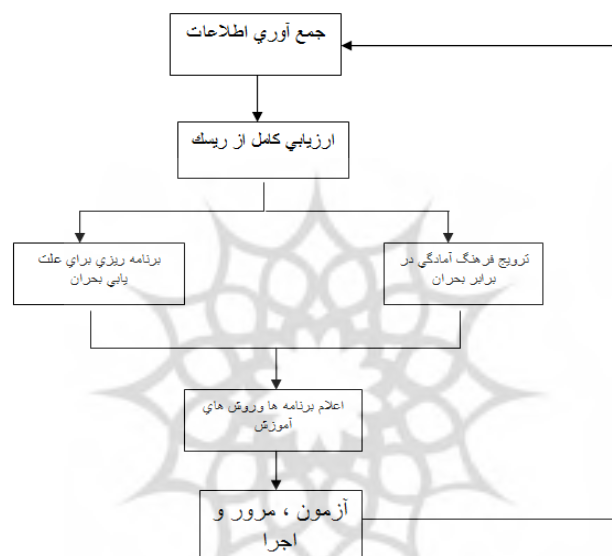 جمع آوري اطلاعات
ارزيابي كامل از ريسك
ترويج فرهنگ آمادگي در
برابر بحران
برنامه ريزي براي علت
يابي بحران
اعلام برنامه ها وروش هاي
آموزش
آزمون ، مرور و
اجرا